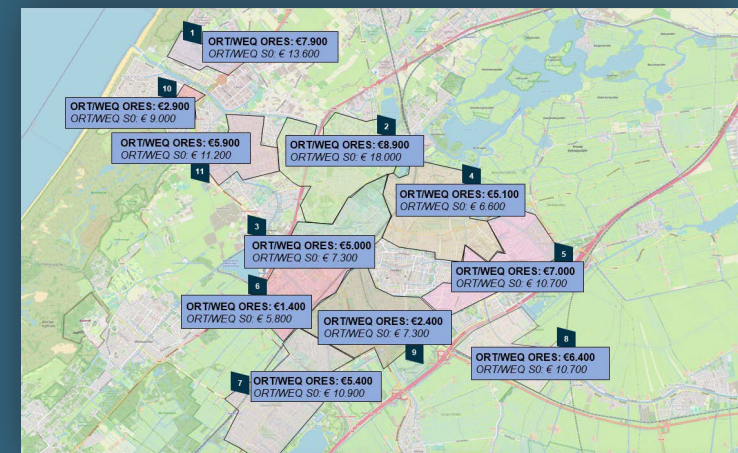 1
ORT/WEQ ORES: €7.900
ORT/WEQ S0: € 13.600
10
ORT/WEQ ORES: €2.900
ORT/WEQ S0: € 9.000
ORT/WEQ ORES: €5.900
ORT/WEQ S0: € 11.200
11
2
ORT/WEQ ORES: €8.900
ORT/WEQ S0: € 18.000
4
ORT/WEQ ORES: €5.100
ORT/WEQ S0: € 6.600
3
ORT/WEQ ORES: €5.000
ORT/WEQ S0: € 7.300
5
ORT/WEQ ORES: €7.000
ORT/WEQ S0: € 10.700
6
ORT/WEQ ORES: €1.400
ORT/WEQ S0: € 5.800
ORT/WEQ ORES: €2.400
ORT/WEQ S0: € 7.300
9
8
ORT/WEQ ORES: €6.400
ORT/WEQ S0: € 10.700
7
ORT/WEQ ORES: €5.400
ORT/WEQ S0: € 10.900